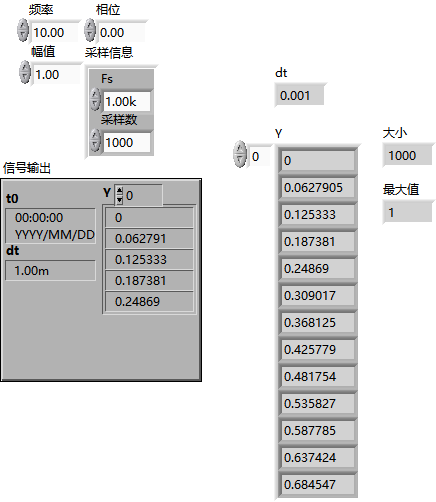 频率
相位
10.00
0.00
幅值
采样信息
1.00
Fs
1.00k
采样数
1000
信号输出
t0
00:00:00
YYYY/MM/DD
dt
1.00m
Y
0
0
0.062791
0.125333
0.187381
0.24869
dt
0.001
Y
0
0
0.0627905
0.125333
0.187381
0.24869
0.309017
0.368125
0.425779
0.481754
0.535827
0.587785
0.637424
0.684547
大小
1000
最大值
1